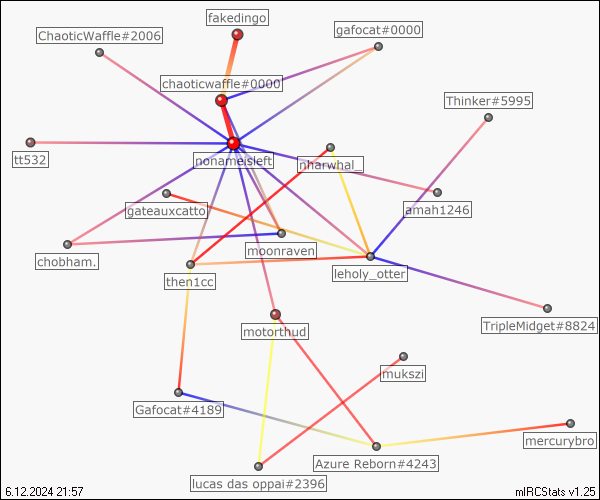 fakedingo
ChaoticWaffle#2006
gafocat#0000
chaoticwaffle#0000
Thinker#5995
tt532
nonameisleft
nharwhal_
gateauxcatto
amah1246
chobham.
moonraven
then1cc
leholy_otter
motorthud
TripleMidget#8824
mukszi
Gafocat#4189
mercurybro
Azure Reborn#4243
lucas das oppai#2396
6.12.2024 21:57
mIRCStats v1.25